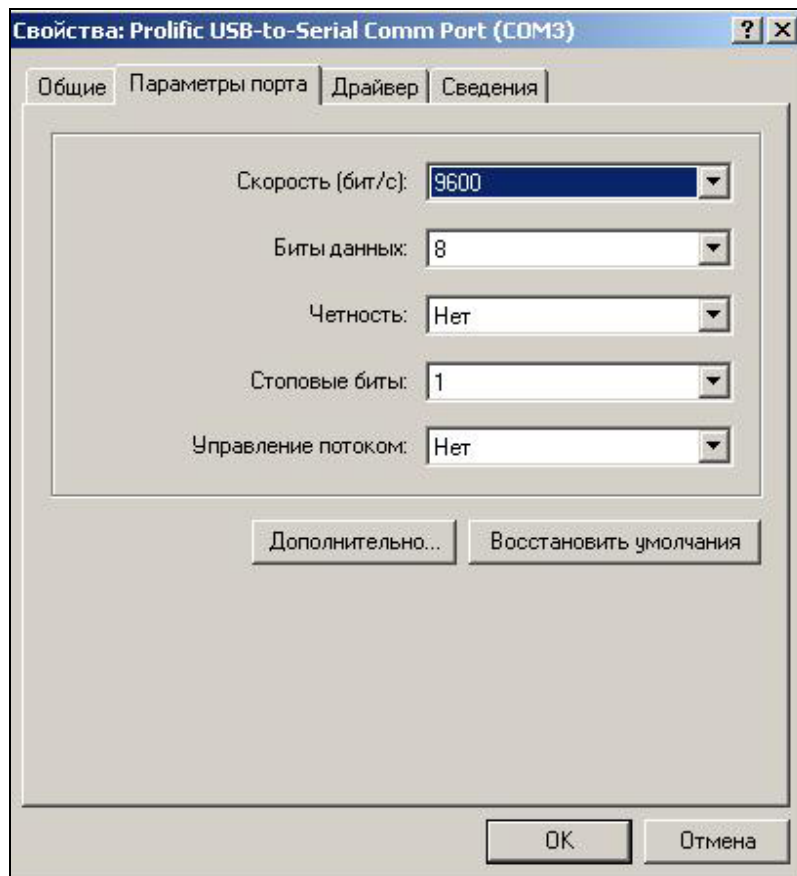 Свойства: Prolific USB-to-Serial Comm Port (COM3)
Общие Параметры порта Драйвер Сведения
Скорость (бит/с): 9600
Биты данных: 8
Четность: Нет
Стоповые биты: 1
Управление потоком: Нет
Дополнительно... Восстановить умолчания
OK Отмена